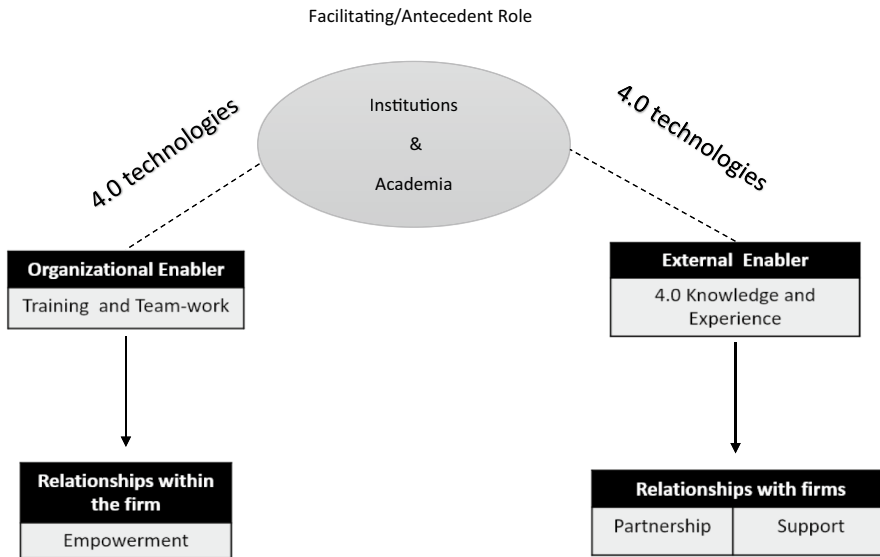 Facilitating/Antecedent Role
Institutions
&
Academia
4.0 technologies
4.0 technologies
Organizational Enabler
Training and Team-work
External Enabler
4.0 Knowledge and
Experience
Relationships within
the firm
Empowerment
Relationships with firms
Partnership
Support